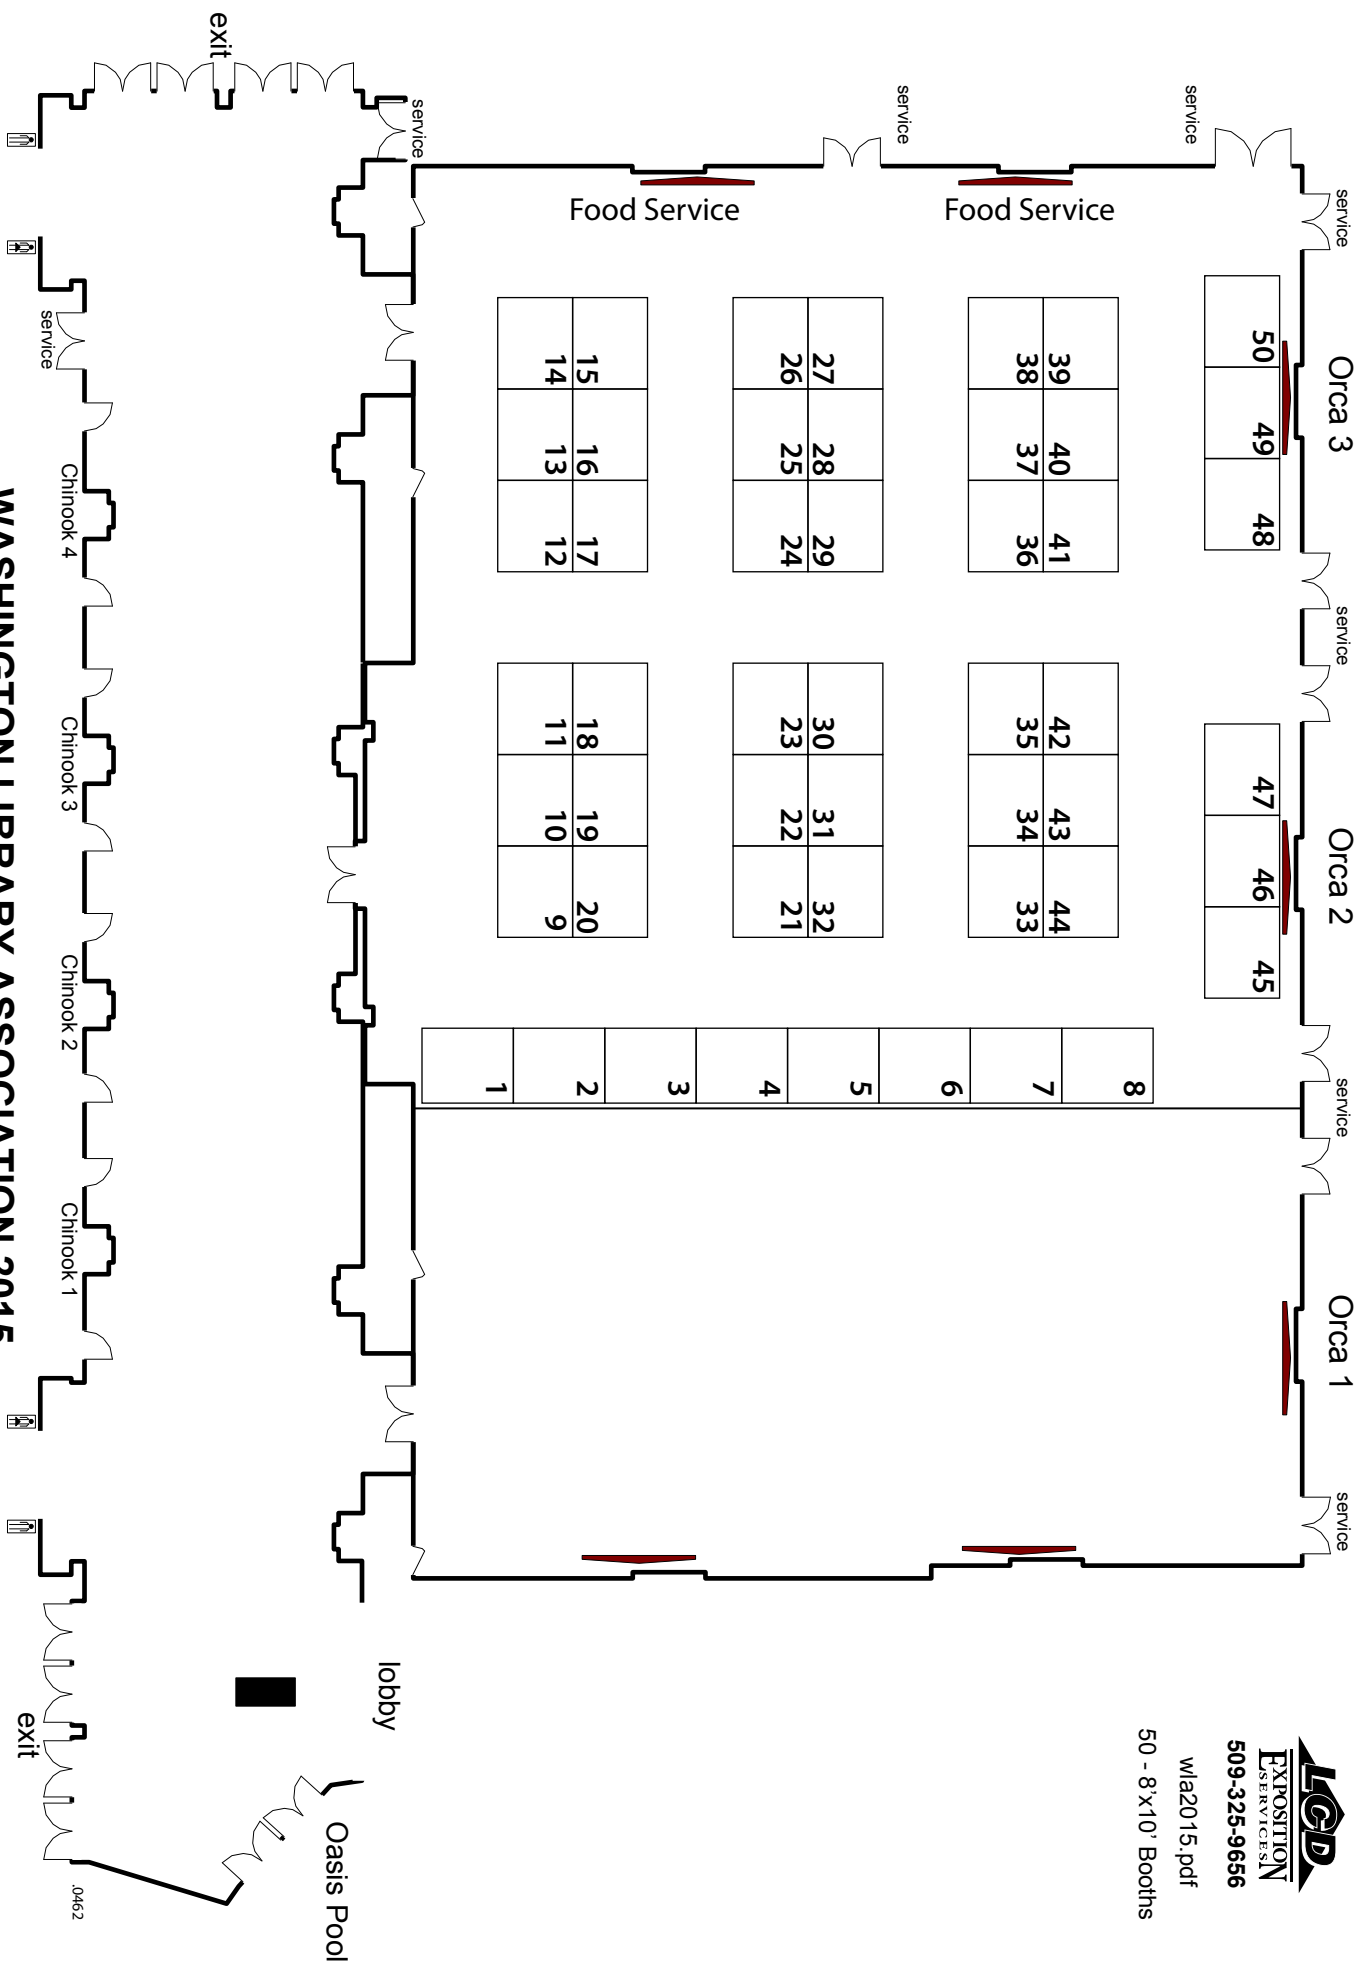 LCD
EXPOSITION
SERVICES
509-325-9656
wla2015.pdf
50 - 8'x10' Booths
Orca 3
Orca 2
Orca 1
service
service
service
service
50
49
48
47
46
45
39
40
41
42
43
44
38
37
36
35
34
33
27
28
29
30
31
32
26
25
24
23
22
21
15
16
17
18
19
20
14
13
12
11
10
9
8
7
6
5
4
3
2
1
Food Service
Food Service
service
service
service
exit
lobby
Oasis Pool
service
Chinook 4
Chinook 3
Chinook 2
Chinook 1
exit
.0462
WASHINGTON LIBRARY ASSOCIATION 2015